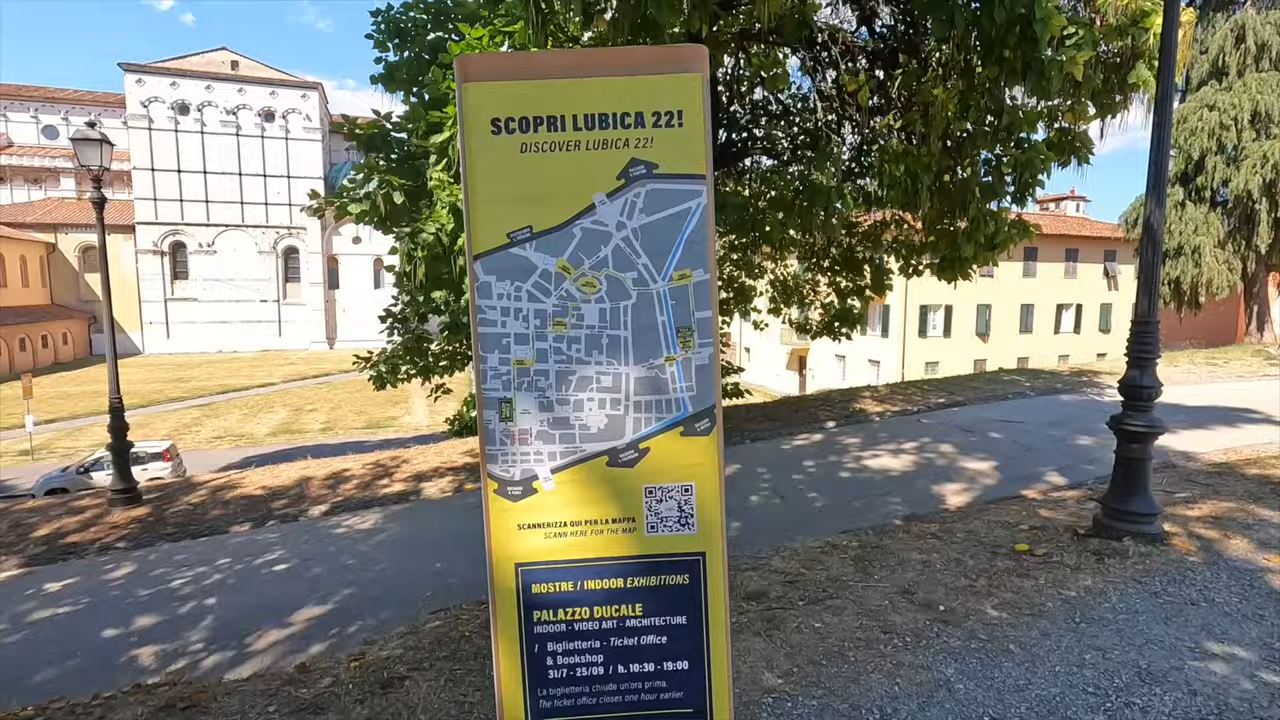 SCOPRI LUBICA 22!
DISCOVER LUBICA 22!
SCANNERIZZA QUI PER LA MAPPA
SCANN HERE FOR THE MAP
MOSTRE / INDOOR EXHIBITIONS
PALAZZO DUCALE
INDOOR - VIDEO ART - ARCHITECTURE
/ Biglietteria - Ticket Office
& Bookshop
31/7 - 25/09 / h. 10:30 - 19:00
La biglietteria chiude un'ora prima.
The ticket office closes one hour earlier.